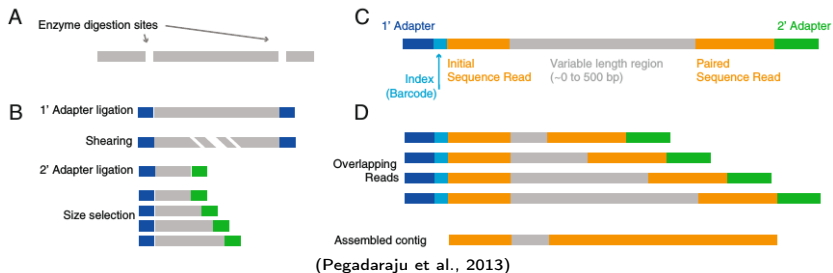 A
Enzyme digestion sites
B
1' Adapter ligation
Shearing
2' Adapter ligation
Size selection
C
1' Adapter
2' Adapter
Index
(Barcode)
Initial
Sequence Read
Variable length region
(~0 to 500 bp)
Paired
Sequence Read
D
Overlapping
Reads
Assembled contig
(Pegadaraju et al., 2013)